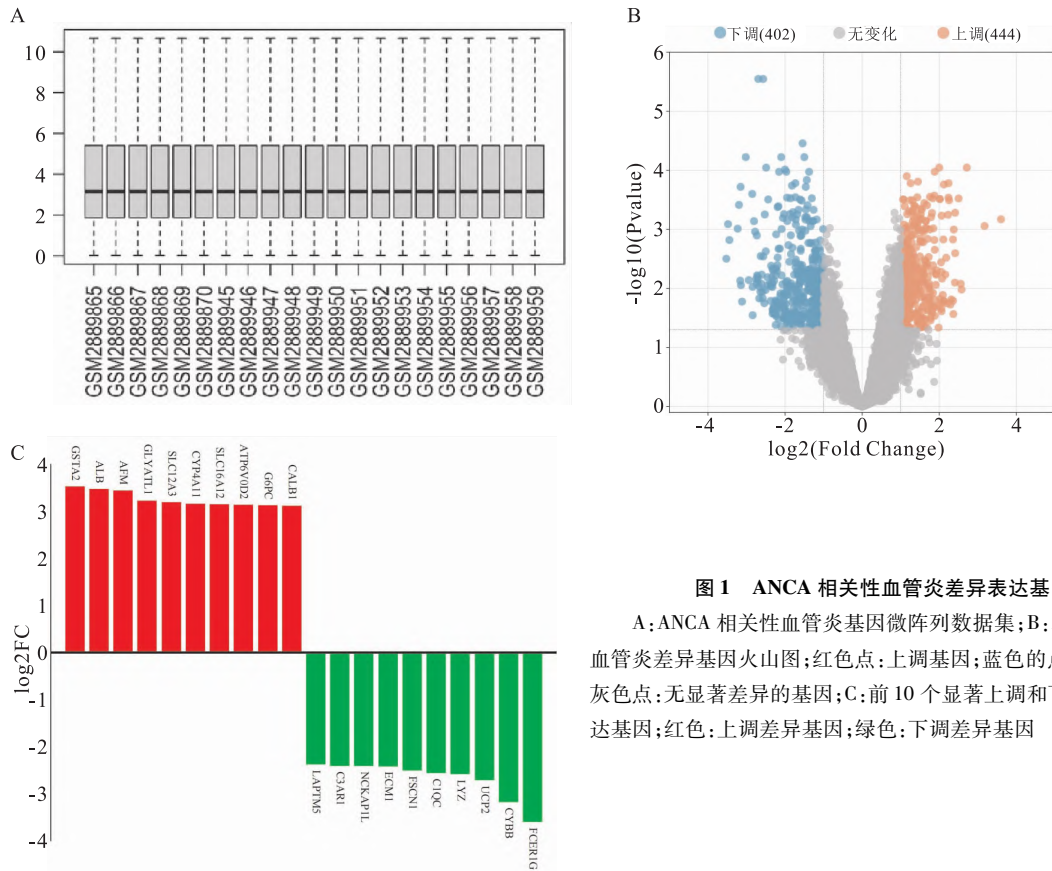 A
10
8
6
4
2
0
GSM2889865
GSM2889866
GSM2889867
GSM2889868
GSM2889869
GSM2889870
GSM2889945
GSM2889946
GSM2889947
GSM2889948
GSM2889949
GSM2889950
GSM2889951
GSM2889952
GSM2889953
GSM2889954
GSM2889955
GSM2889956
GSM2889957
GSM2889958
GSM2889959
B
下调(402) 无变化 上调(444)
6
5
4
3
2
1
0
-log10(Pvalue)
-4 -2 0 2 4
log2(Fold Change)
C
4
3
2
1
0
-1
-2
-3
-4
log2FC
GSTA2
ALB
AFM
GLYATL1
SLC12A3
CYP4A11
SLC16A12
ATP6V0D2
G6PC
CALB1
LAPTM5
C3AR1
NCKAP1L
ECM1
FSCN1
C1QC
LYZ
UCP2
CYBB
FCER1G
图 1 ANCA 相关性血管炎差异表达基
A:ANCA 相关性血管炎基因微阵列数据集;B:
血管炎差异基因火山图;红色点:上调基因;蓝色的点
灰色点:无显著差异的基因;C:前 10 个显著上调和下
达基因;红色:上调差异基因;绿色:下调差异基因